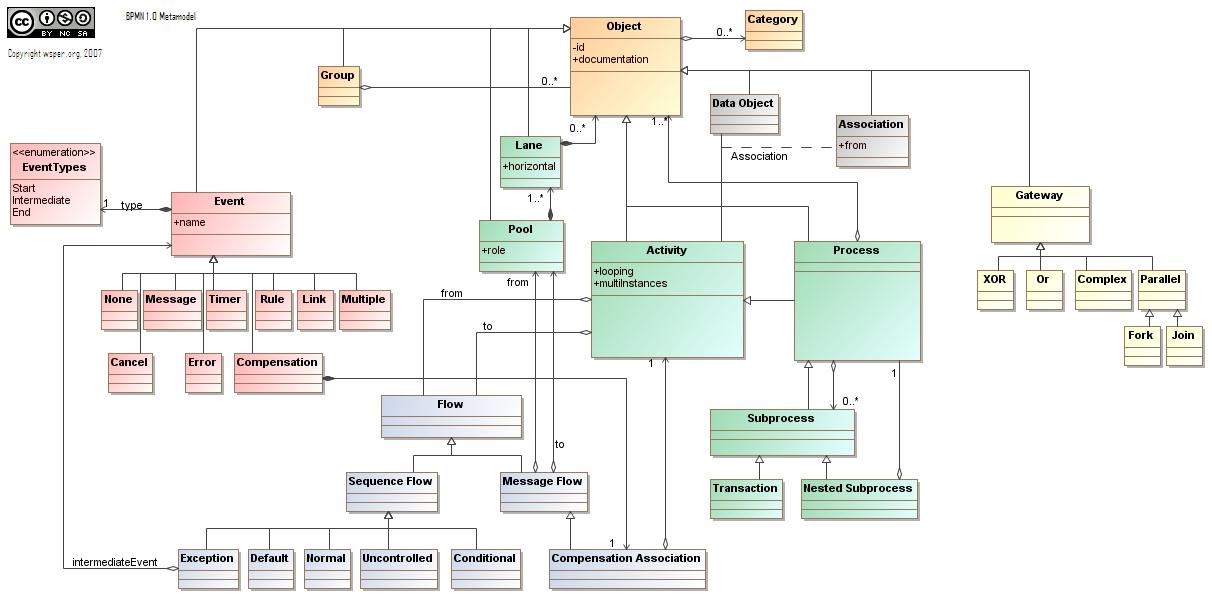 cc
BY NC SA
Copyright wsper.org, 2007
BPMN 1.0 Metamodel
Object
-id
+documentation
0..*
Category
Group
0..*
Lane
+horizontal
0..*
1..*
Data Object
Association
+from
Association
<<enumeration>>
EventTypes
Start
Intermediate
End
1
type
Event
+name
1..*
Pool
+role
Gateway
XOR
Or
Complex
Parallel
Fork
Join
Activity
+looping
+multiInstances
Process
None
Message
Timer
Rule
Link
Multiple
Cancel
Error
Compensation
from
to
from
to
1
1
0..*
Flow
Subprocess
Transaction
Nested Subprocess
Sequence Flow
Message Flow
intermediateEvent
Exception
Default
Normal
Uncontrolled
Conditional
1
Compensation Association